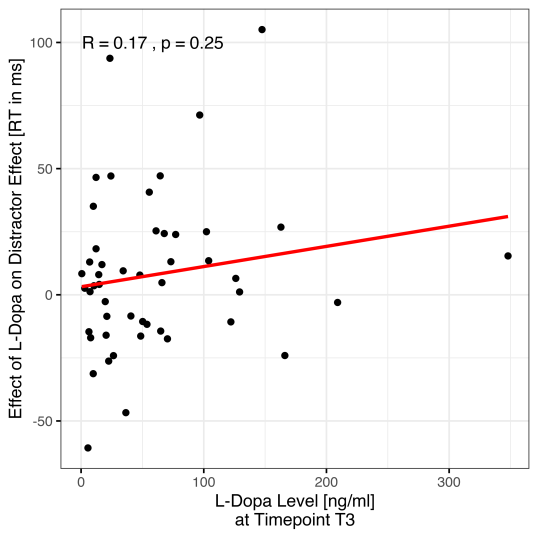 R = 0.17 , p = 0.25
Effect of L-Dopa on Distractor Effect [RT in ms]
100
50
0
-50
0 100 200 300
L-Dopa Level [ng/ml]
at Timepoint T3